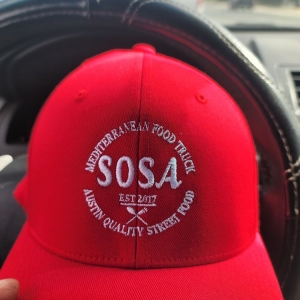 MEDITERRANEAN FOOD TRUCK
SOSA
EST 2017
AUSTIN QUALITY STREET FOOD